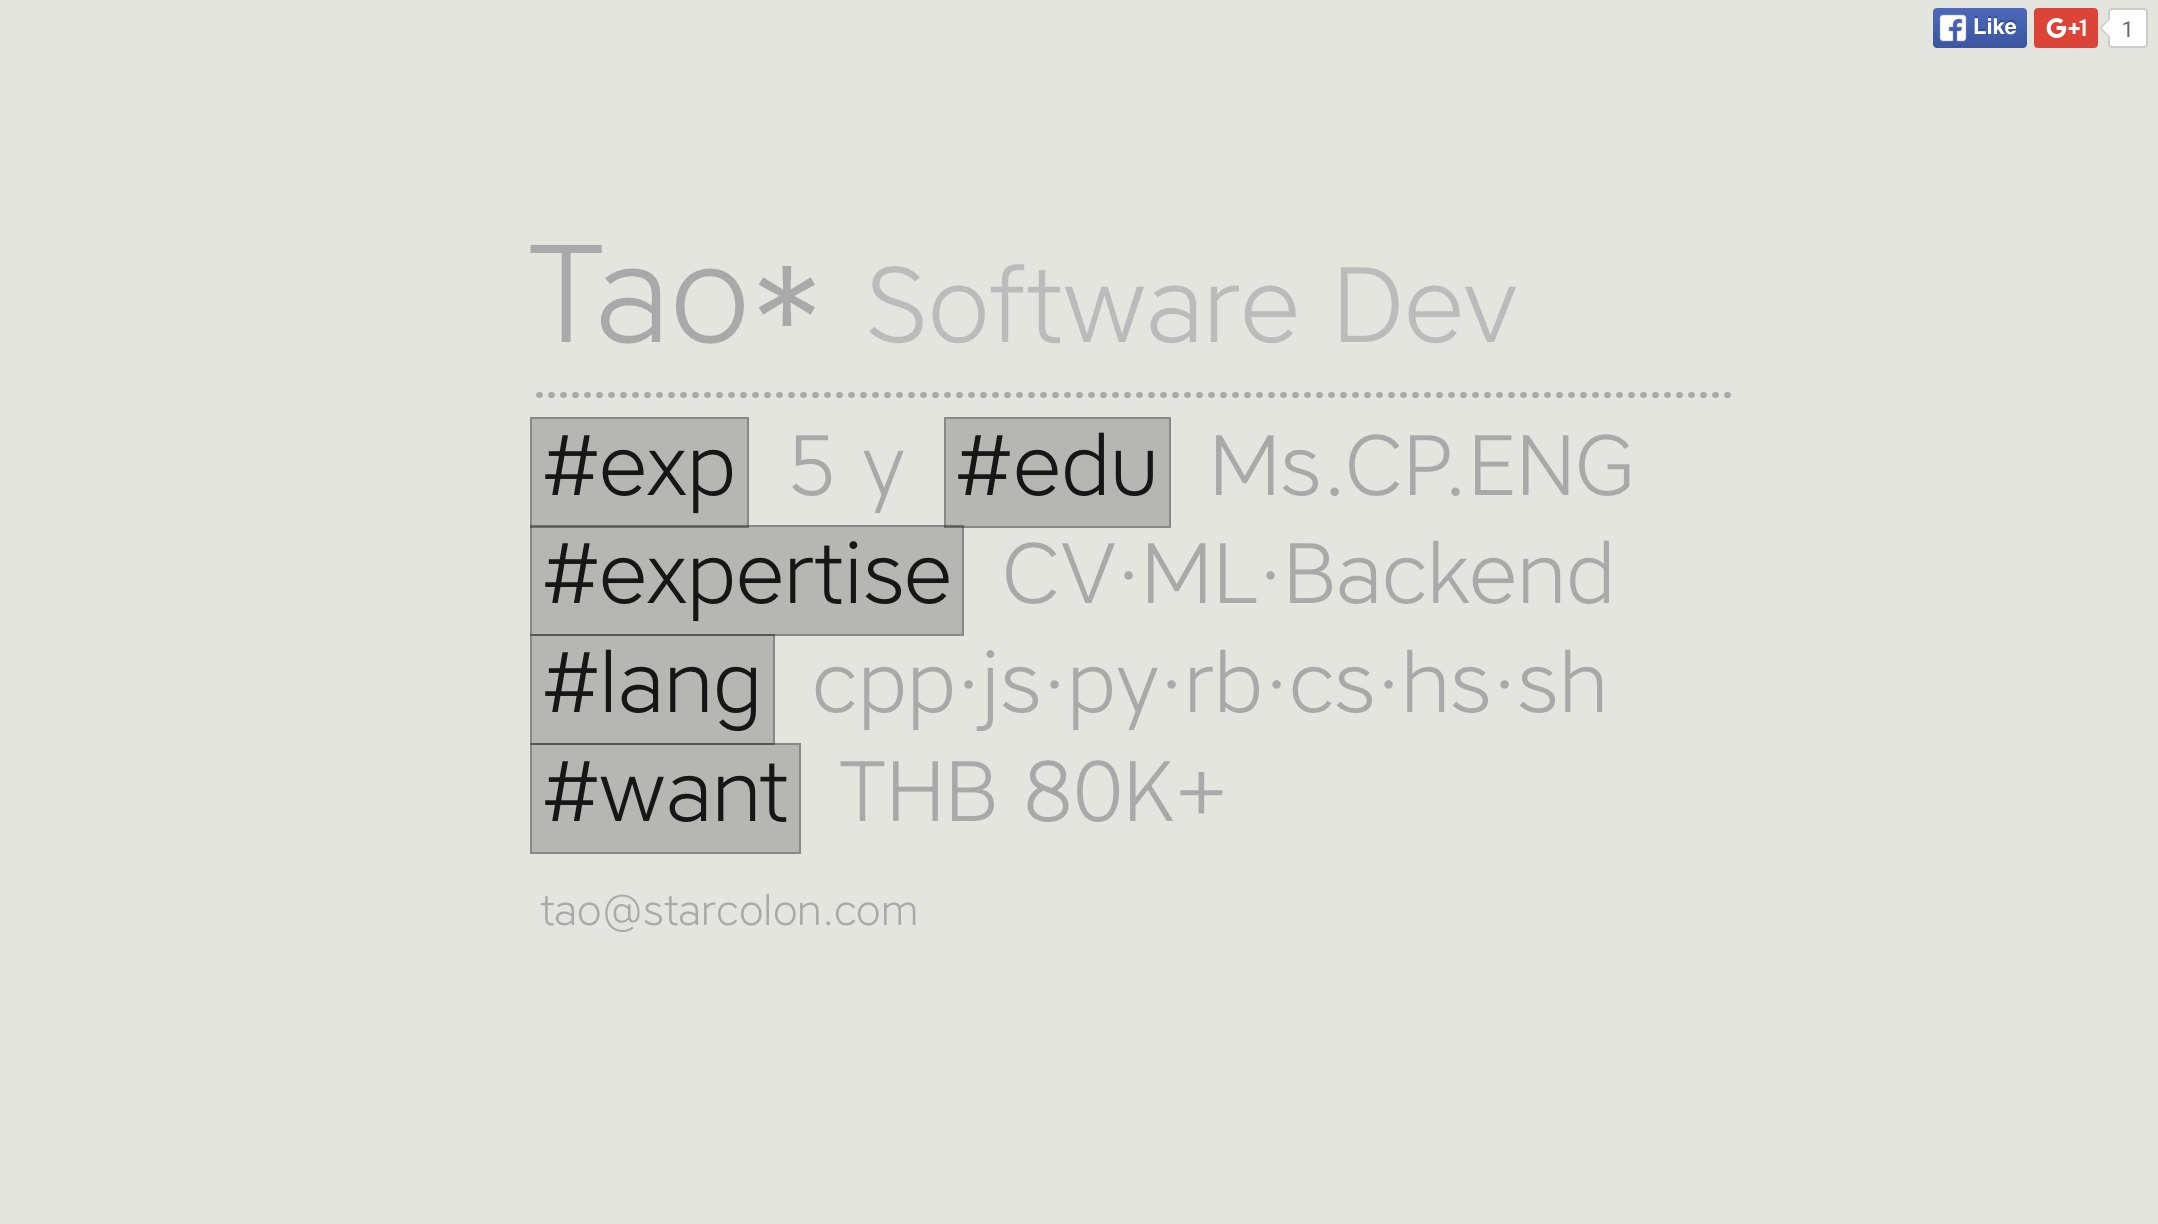 Like G+1 1
Tao* Software Dev
#exp 5 y #edu Ms.CP.ENG
#expertise CV·ML·Backend
#lang cpp·js·py·rb·cs·hs·sh
#want THB 80K+
tao@starcolon.com